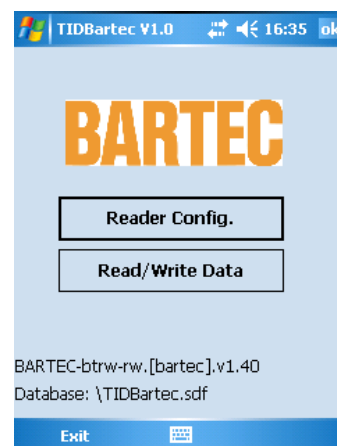 TIDBartec V1.0 16:35 ok
BARTEC
Reader Config.
Read/Write Data
BARTEC-btrw-rw.[bartec].v1.40
Database: \TIDBartec.sdf
Exit